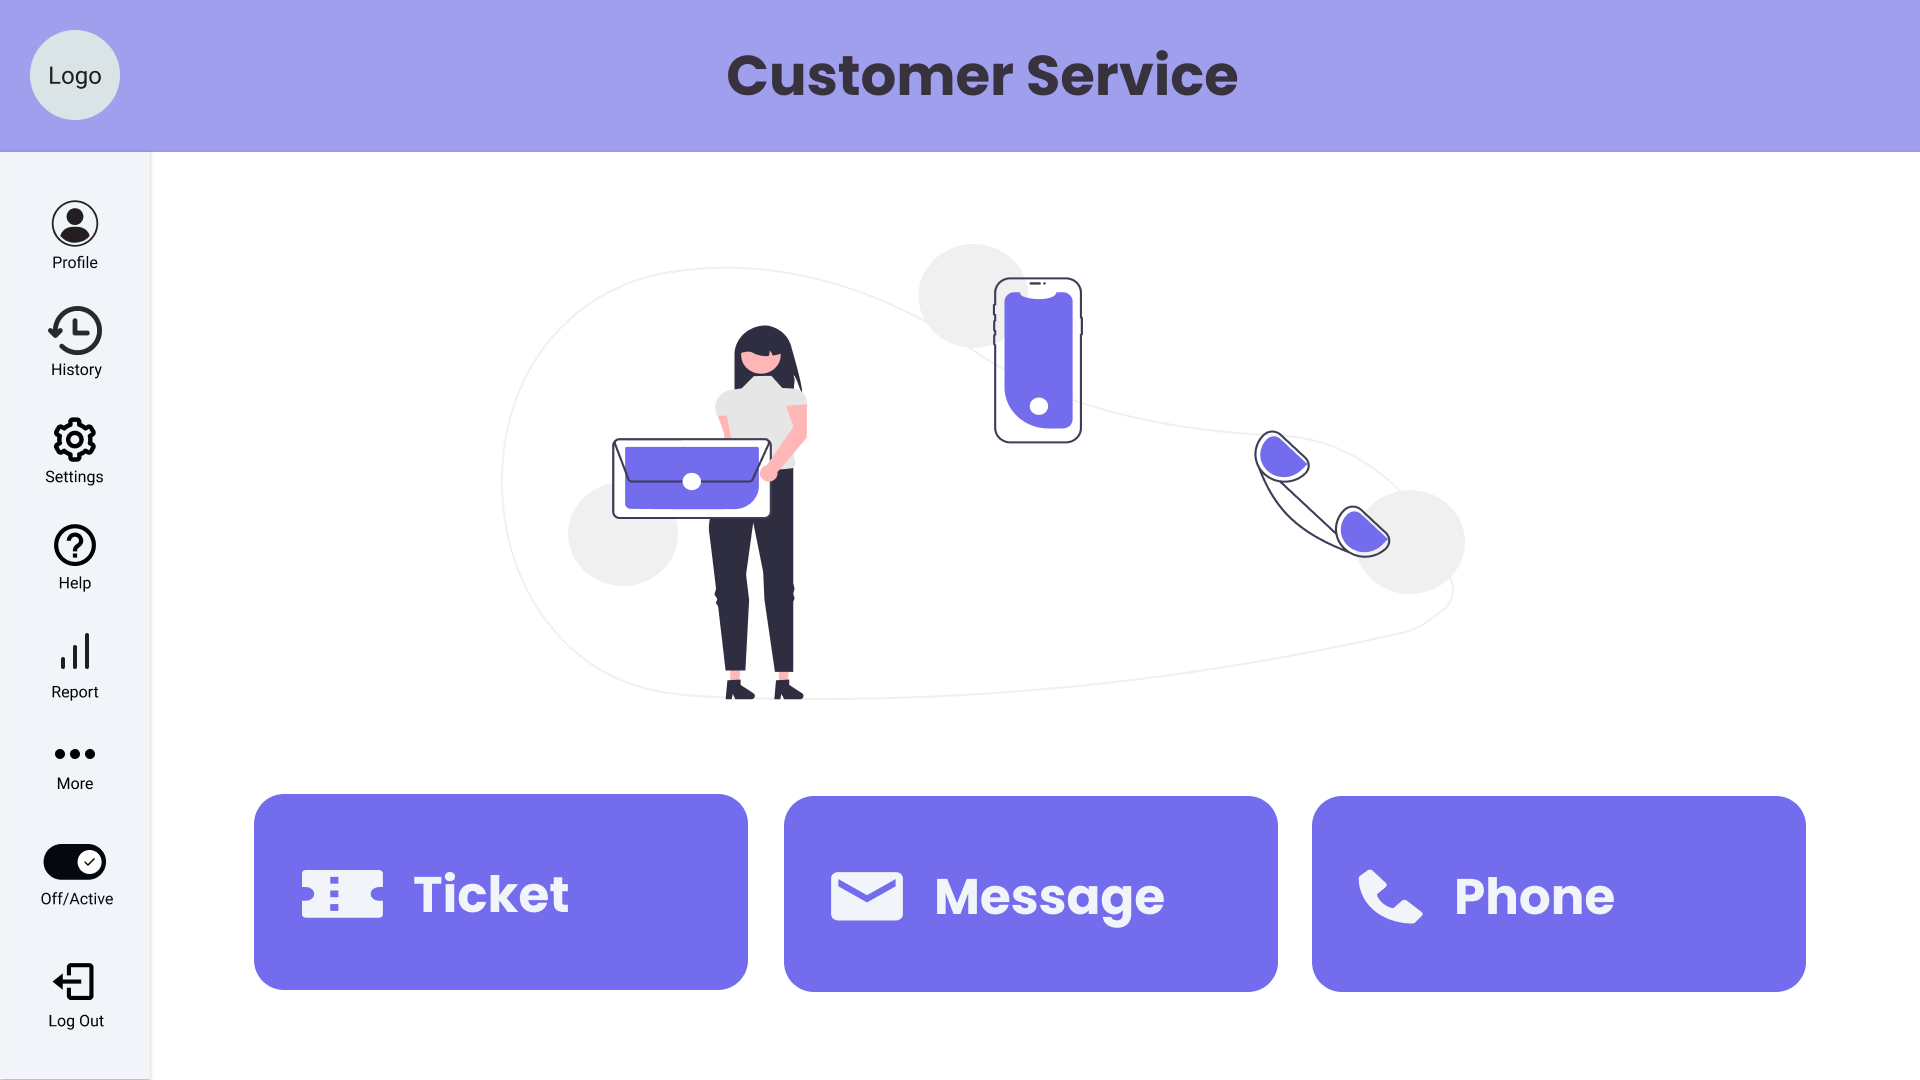 Logo
Customer Service
Profile
History
Settings
Help
Report
More
Off/Active
Log Out
Ticket
Message
Phone